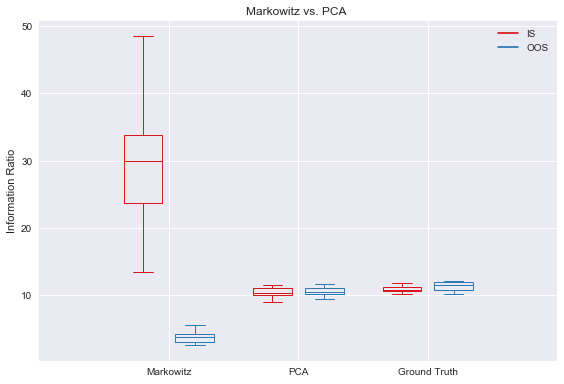 Markowitz vs. PCA
IS
OOS
Information Ratio
50
40
30
20
10
Markowitz
PCA
Ground Truth